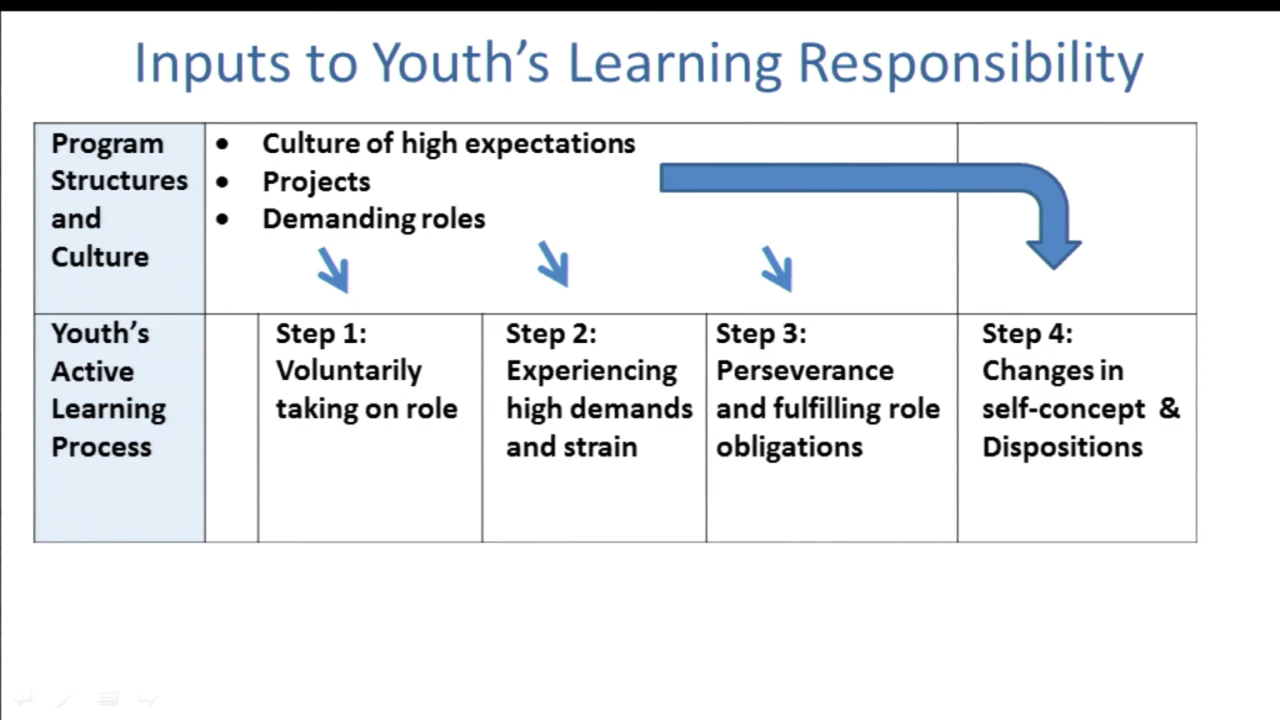 Inputs to Youth's Learning Responsibility
Program
Structures
and
Culture
• Culture of high expectations
• Projects
• Demanding roles
Youth's
Active
Learning
Process
Step 1:
Voluntarily
taking on role
Step 2:
Experiencing
high demands
and strain
Step 3:
Perseverance
and fulfilling role
obligations
Step 4:
Changes in
self-concept &
Dispositions